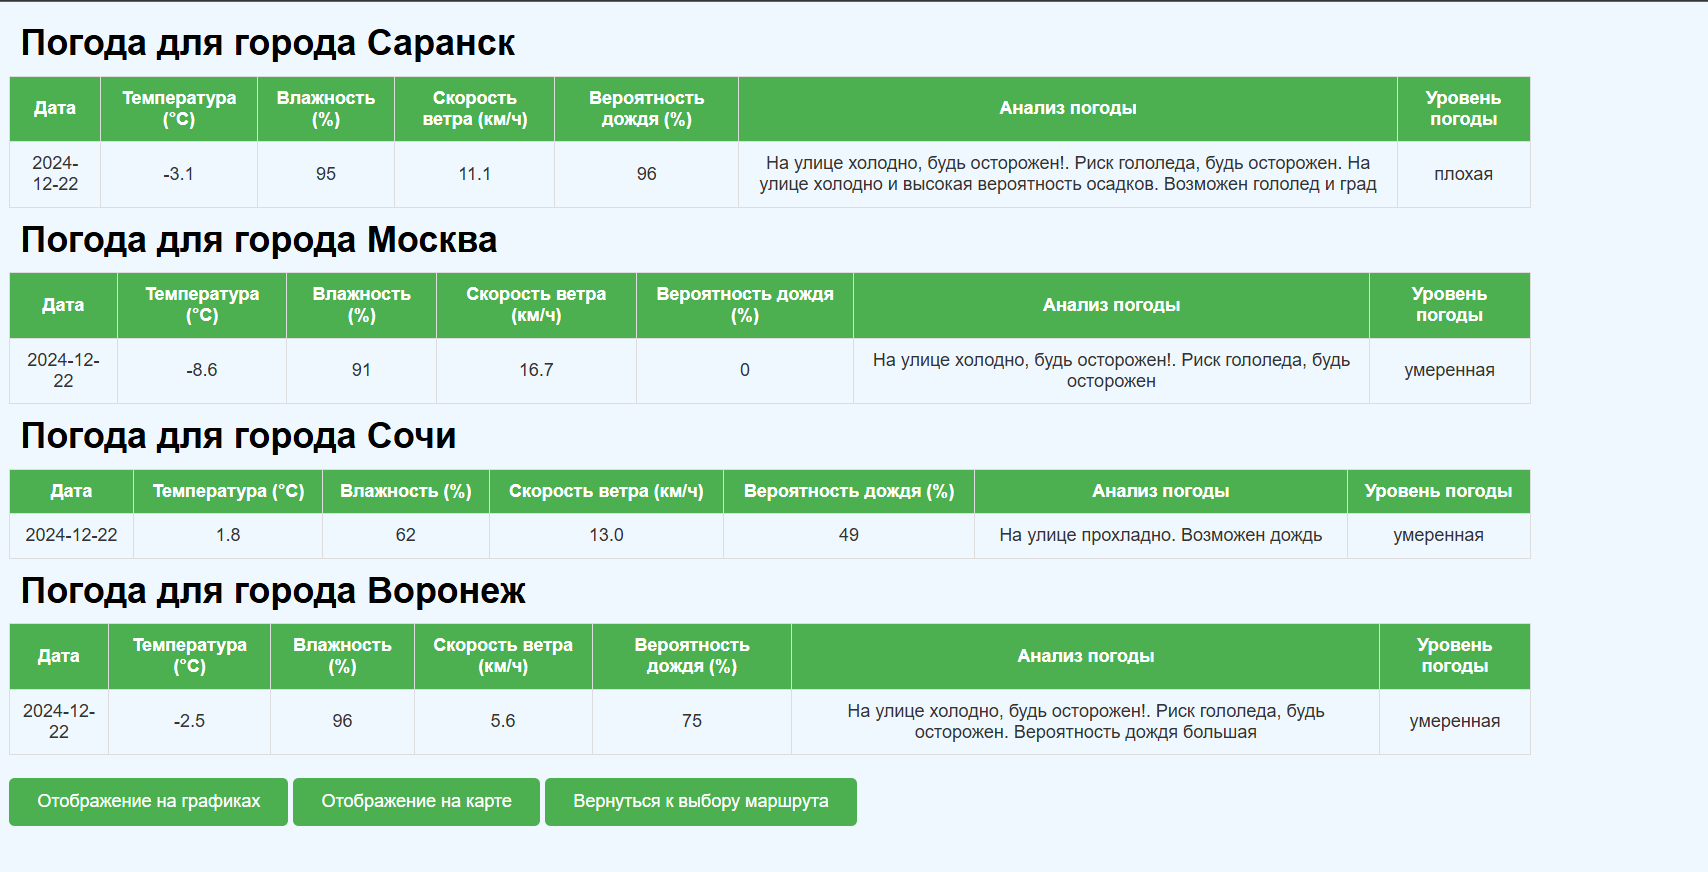 Погода для города Саранск
Дата Температура (°C) Влажность (%) Скорость ветра (км/ч) Вероятность дождя (%) Анализ погоды Уровень погоды
2024-12-22 -3.1 95 11.1 96 На улице холодно, будь осторожен!. Риск гололеда, будь осторожен. На улице холодно и высокая вероятность осадков. Возможен гололед и град плохая
Погода для города Москва
Дата Температура (°C) Влажность (%) Скорость ветра (км/ч) Вероятность дождя (%) Анализ погоды Уровень погоды
2024-12-22 -8.6 91 16.7 0 На улице холодно, будь осторожен!. Риск гололеда, будь осторожен умеренная
Погода для города Сочи
Дата Температура (°C) Влажность (%) Скорость ветра (км/ч) Вероятность дождя (%) Анализ погоды Уровень погоды
2024-12-22 1.8 62 13.0 49 На улице прохладно. Возможен дождь умеренная
Погода для города Воронеж
Дата Температура (°C) Влажность (%) Скорость ветра (км/ч) Вероятность дождя (%) Анализ погоды Уровень погоды
2024-12-22 -2.5 96 5.6 75 На улице холодно, будь осторожен!. Риск гололеда, будь осторожен. Вероятность дождя большая умеренная
Отображение на графиках Отображение на карте Вернуться к выбору маршрута